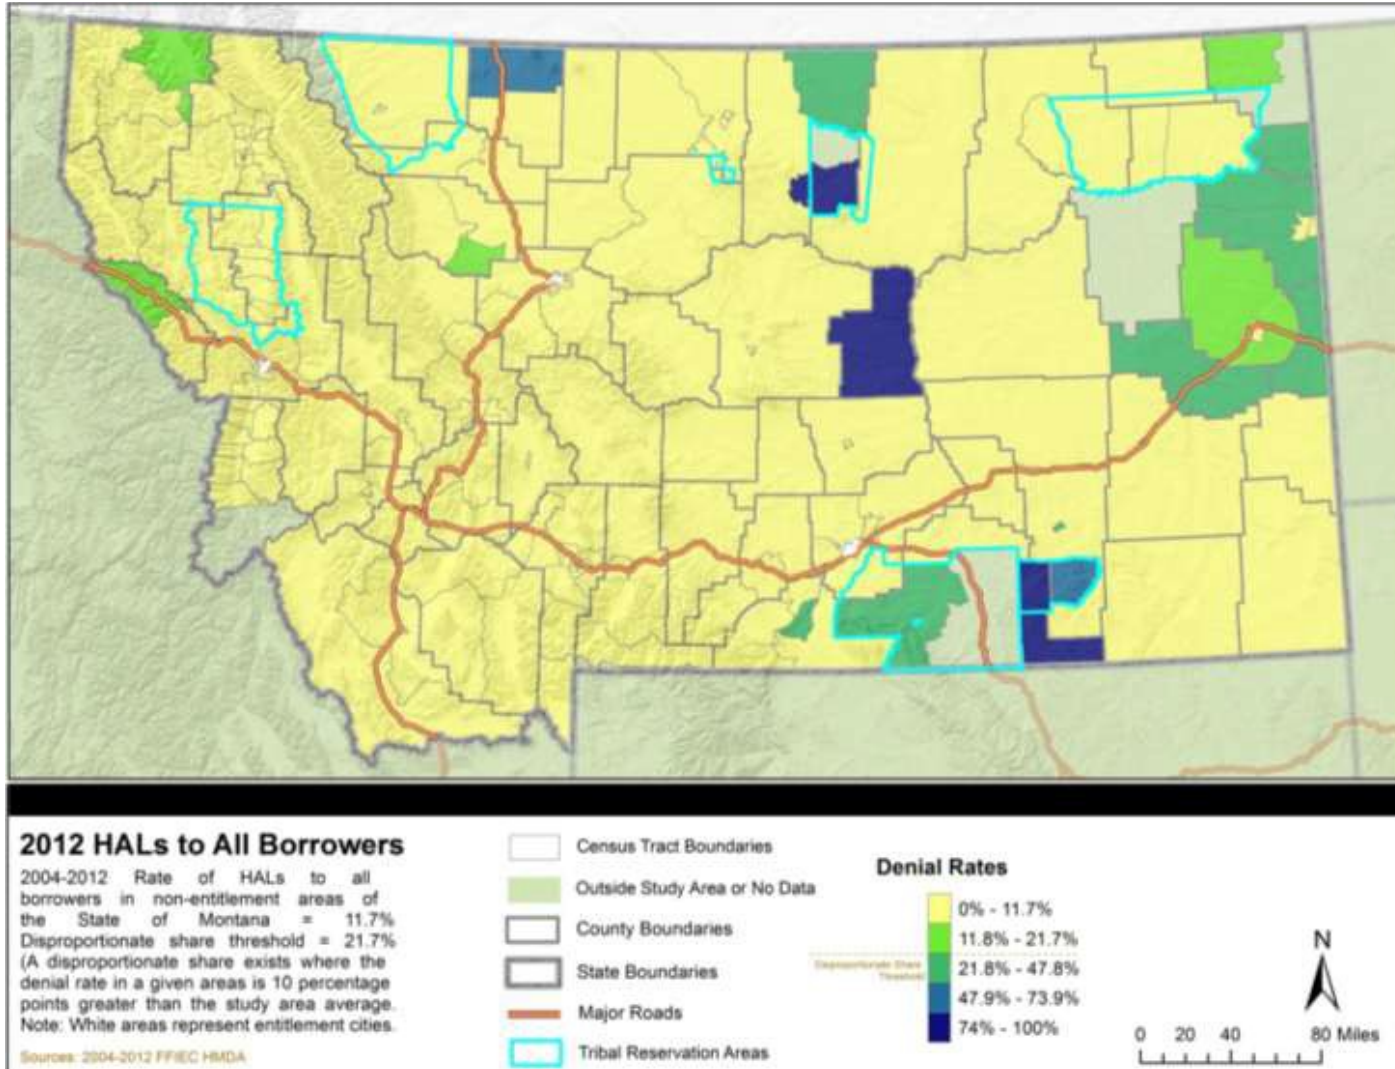 2012 HALs to All Borrowers
2004-2012 Rate of HALs to all
borrowers in non-entitlement areas of
the State of Montana = 11.7%
Disproportionate share threshold = 21.7%
(A disproportionate share exists where the
denial rate in a given areas is 10 percentage
points greater than the study area average.
Note: White areas represent entitlement cities.
Sources: 2004-2012 FFIEC HMDA
Census Tract Boundaries
Outside Study Area or No Data
County Boundaries
State Boundaries
Major Roads
Tribal Reservation Areas
Denial Rates
0% - 11.7%
11.8% - 21.7%
Disproportionate Share
Threshold
21.8% - 47.8%
47.9% - 73.9%
74% - 100%
N
0 20 40 80 Miles